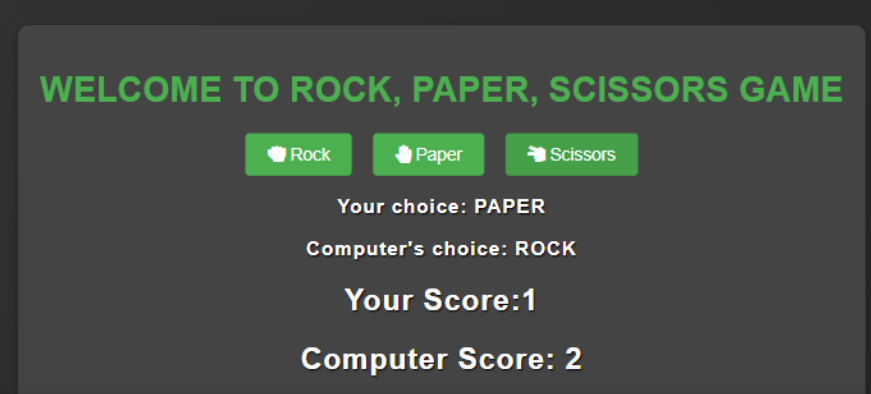 WELCOME TO ROCK, PAPER, SCISSORS GAME
Rock Paper Scissors
Your choice: PAPER
Computer's choice: ROCK
Your Score:1
Computer Score: 2